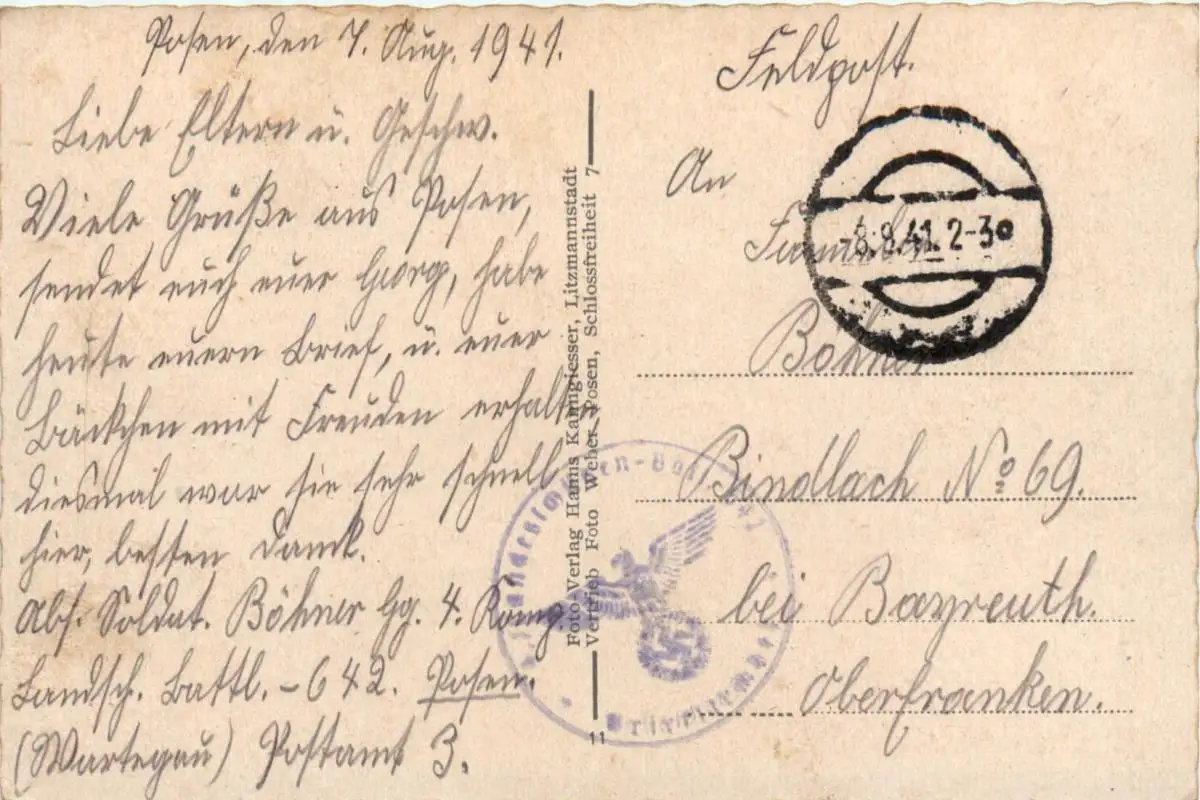 Posen, den 7. Aug. 1941.
Liebe Eltern u. Geschw.
Viele Grüße aus Posen,
sendet euch euer Georg, habe
heute euern Brief, u. euer
Päckchen mit Freuden erhalten
diesmal war sie sehr schnell
hier, besten Dank.
Abs. Soldat. Böhner Gg. 4. Komp.
Landsch. Battl. - 642. Posen.
(Wartegau) Postamt 3.
Foto-Verlag Hanns Kanngiesser, Litzmannstadt
Vertrieb Foto Weber, Posen, Schlossfreiheit 7
11
Feldpost.
8.8.41. 2-3
An
Familie
Böhner
Bindlach No 69.
bei Bayreuth.
Oberfranken.